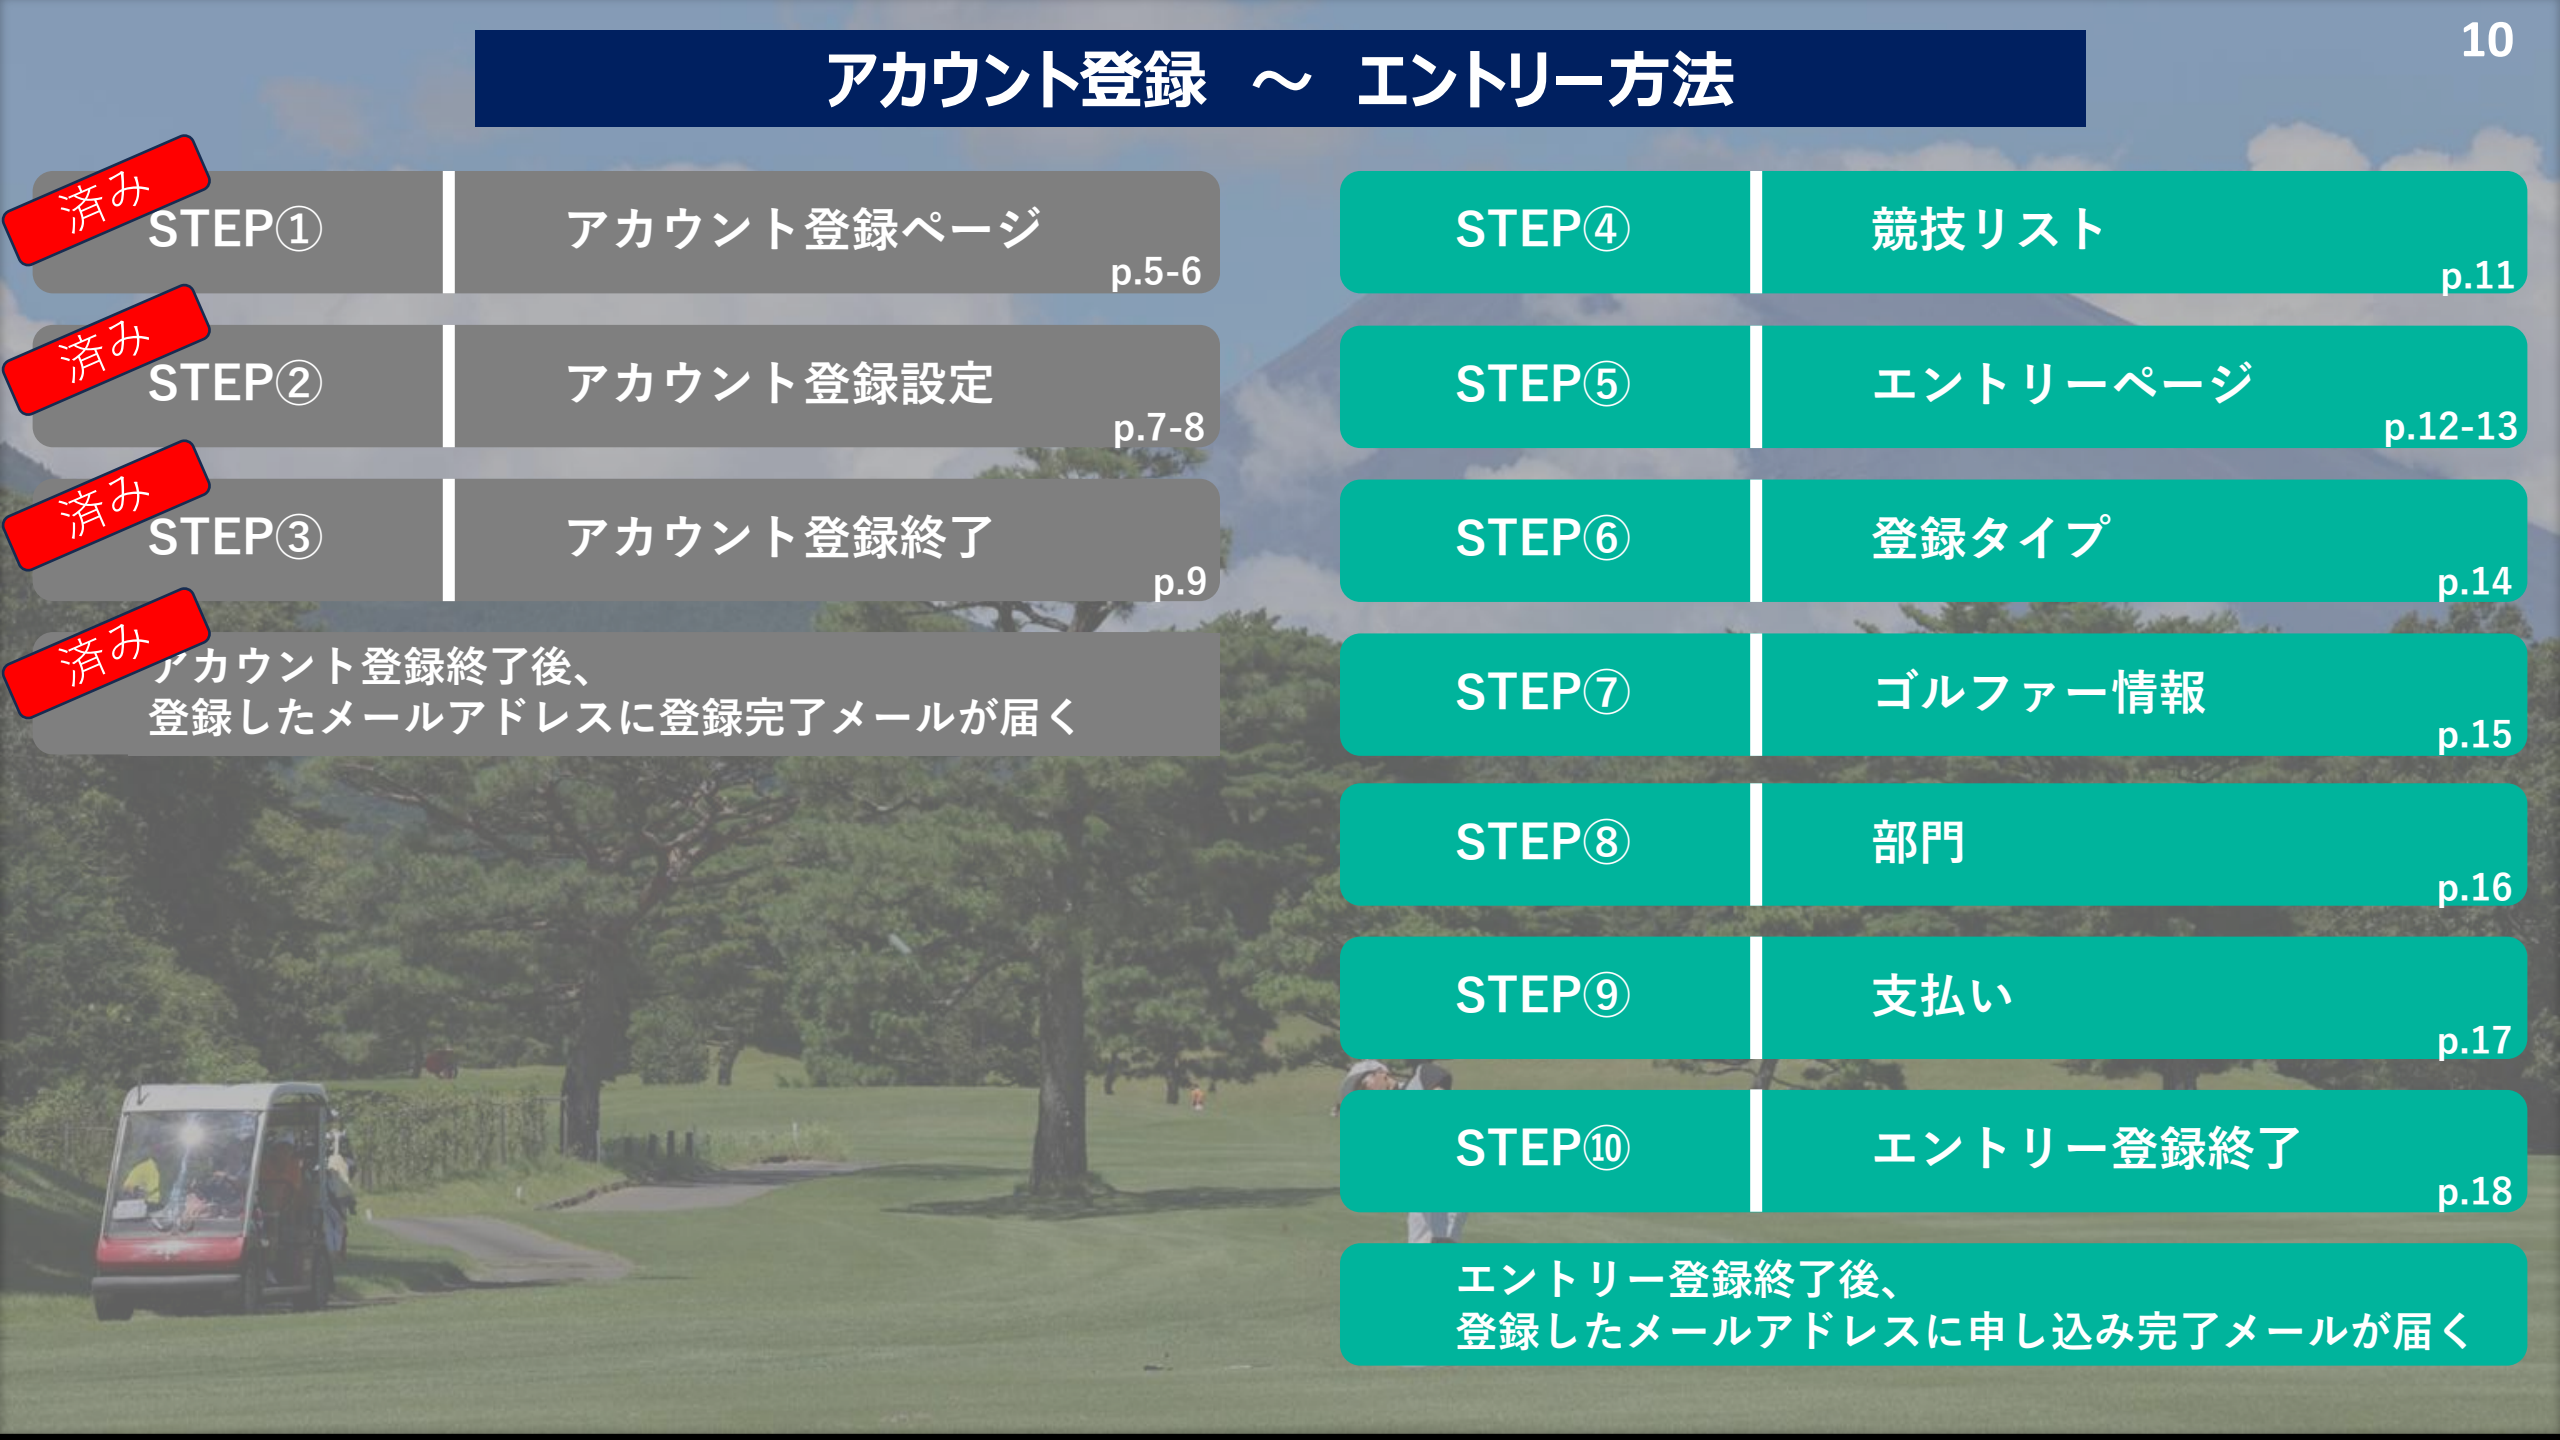 10
アカウント登録　～　エントリー方法
済み
STEP①
アカウント登録ページ
p.5-6
済み
STEP②
アカウント登録設定
p.7-8
済み
STEP③
アカウント登録終了
p.9
済み
アカウント登録終了後、
登録したメールアドレスに登録完了メールが届く
STEP④
競技リスト
p.11
STEP⑤
エントリーページ
p.12-13
STEP⑥
登録タイプ
p.14
STEP⑦
ゴルファー情報
p.15
STEP⑧
部門
p.16
STEP⑨
支払い
p.17
STEP⑩
エントリー登録終了
p.18
エントリー登録終了後、
登録したメールアドレスに申し込み完了メールが届く